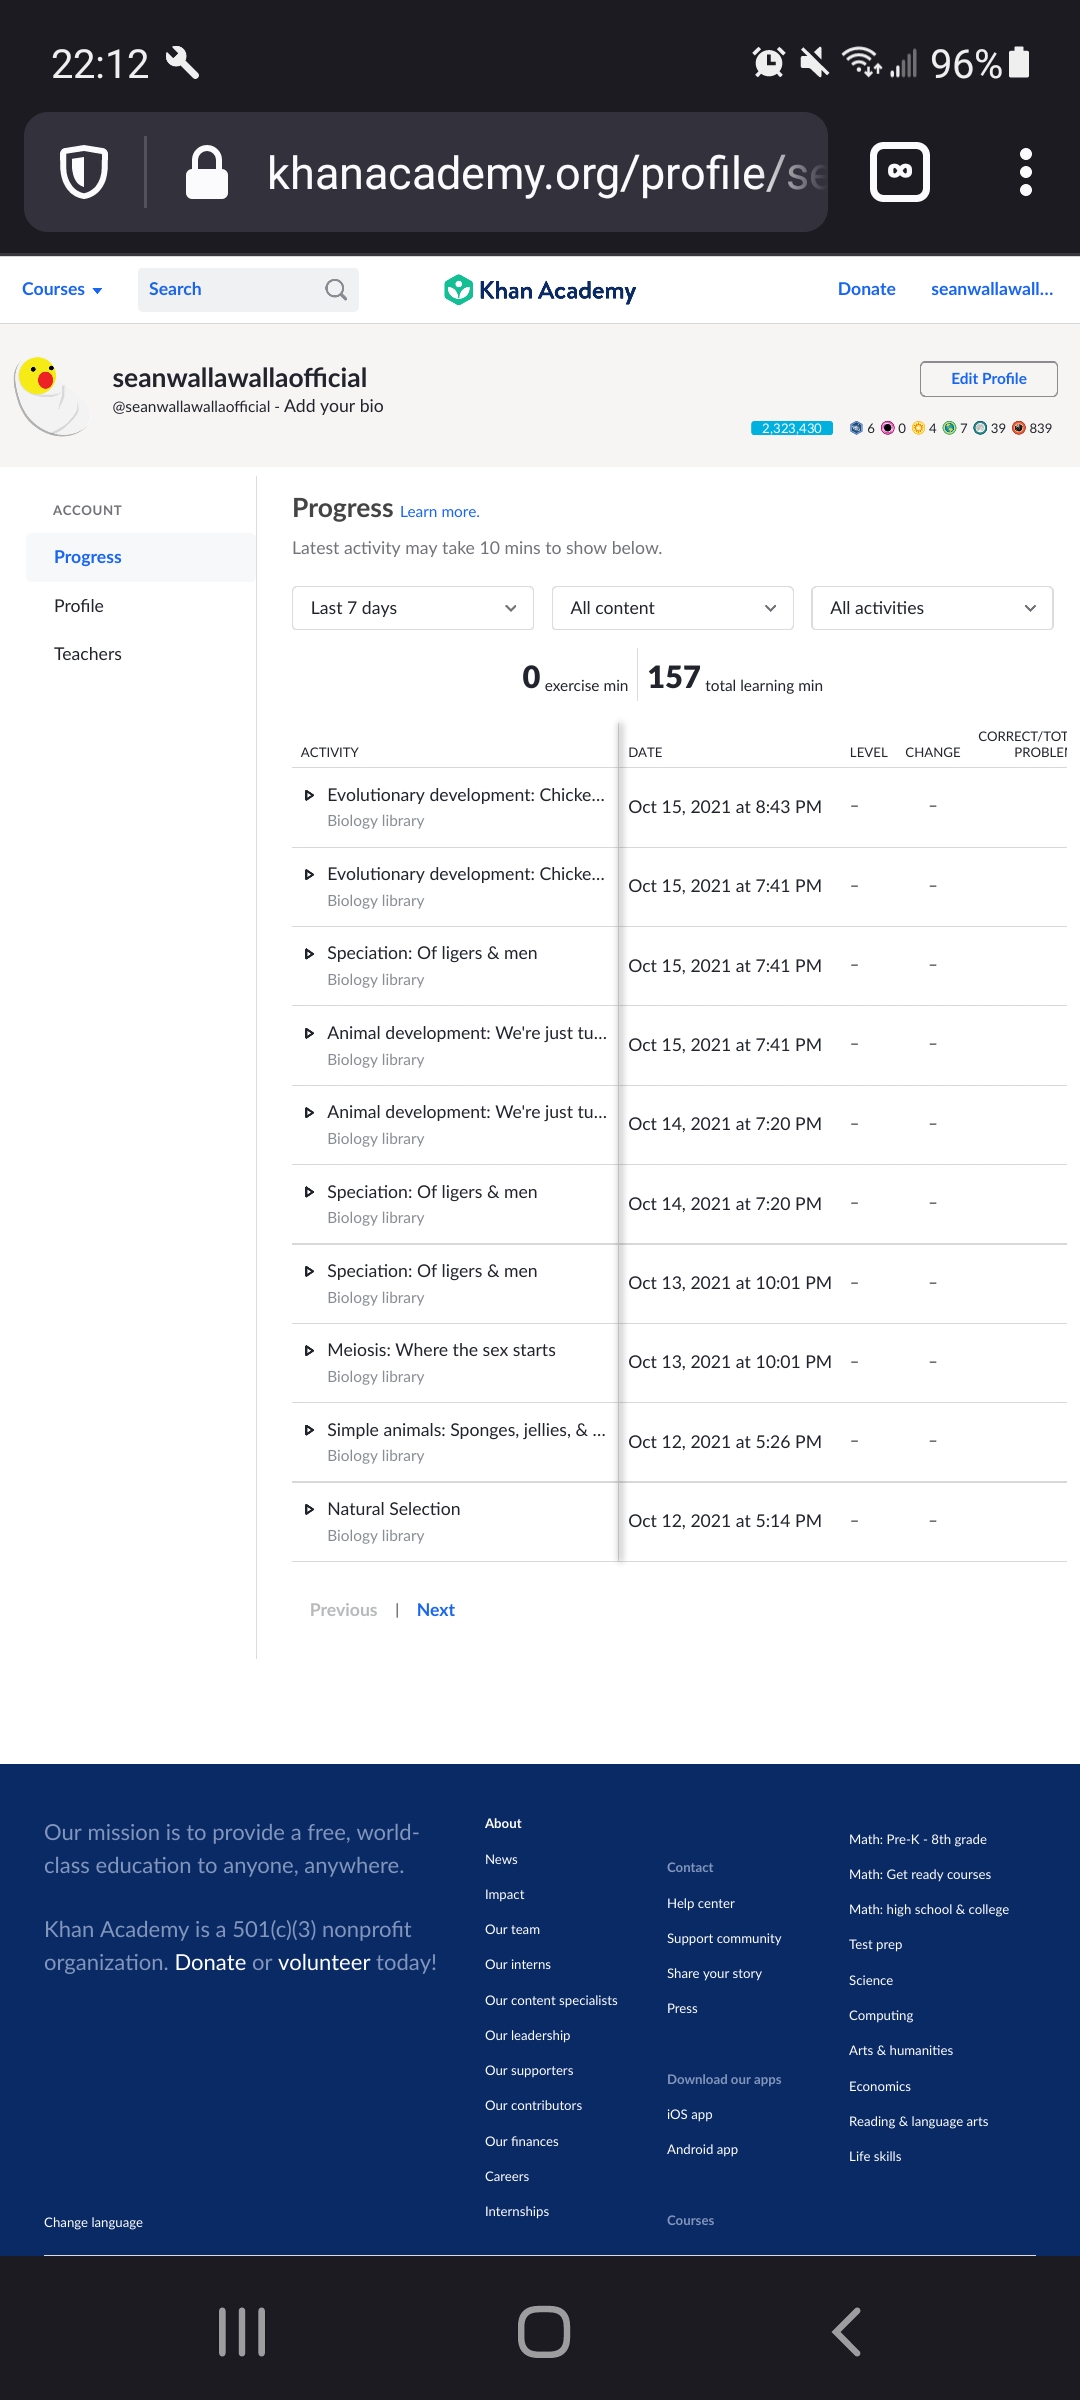 22:12
96%
khanacademy.org/profile/se
Courses
Search
Khan Academy
Donate
seanwallawall...
seanwallawallaofficial
@seanwallawallaofficial - Add your bio
Edit Profile
2,323,430 6 0 4 7 39 839
ACCOUNT
Progress
Profile
Teachers
Progress Learn more.
Latest activity may take 10 mins to show below.
Last 7 days
All content
All activities
0 exercise min
157 total learning min
ACTIVITY DATE LEVEL CHANGE CORRECT/TOT
PROBLEM
Evolutionary development: Chicke...
Biology library
Oct 15, 2021 at 8:43 PM – –
Evolutionary development: Chicke...
Biology library
Oct 15, 2021 at 7:41 PM – –
Speciation: Of ligers & men
Biology library
Oct 15, 2021 at 7:41 PM – –
Animal development: We're just tu...
Biology library
Oct 15, 2021 at 7:41 PM – –
Animal development: We're just tu...
Biology library
Oct 14, 2021 at 7:20 PM – –
Speciation: Of ligers & men
Biology library
Oct 14, 2021 at 7:20 PM – –
Speciation: Of ligers & men
Biology library
Oct 13, 2021 at 10:01 PM – –
Meiosis: Where the sex starts
Biology library
Oct 13, 2021 at 10:01 PM – –
Simple animals: Sponges, jellies, & ...
Biology library
Oct 12, 2021 at 5:26 PM – –
Natural Selection
Biology library
Oct 12, 2021 at 5:14 PM – –
Previous | Next
Our mission is to provide a free, world-
class education to anyone, anywhere.
Khan Academy is a 501(c)(3) nonprofit
organization. Donate or volunteer today!
Change language
About
News
Impact
Our team
Our interns
Our content specialists
Our leadership
Our supporters
Our contributors
Our finances
Careers
Internships
Contact
Help center
Support community
Share your story
Press
Download our apps
iOS app
Android app
Courses
Math: Pre-K - 8th grade
Math: Get ready courses
Math: high school & college
Test prep
Science
Computing
Arts & humanities
Economics
Reading & language arts
Life skills